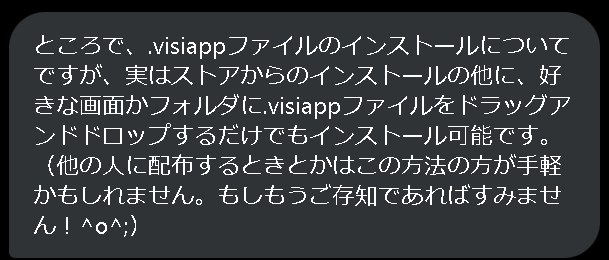 ところで、.visiappファイルのインストールについて
ですが、実はストアからのインストールの他に、好
きな画面かフォルダに.visiappファイルをドラッグア
ンドドロップするだけでもインストール可能です。
（他の人に配布するときとかはこの方法の方が手軽
かもしれません。もしもうご存知であればすみませ
ん！^o^;）